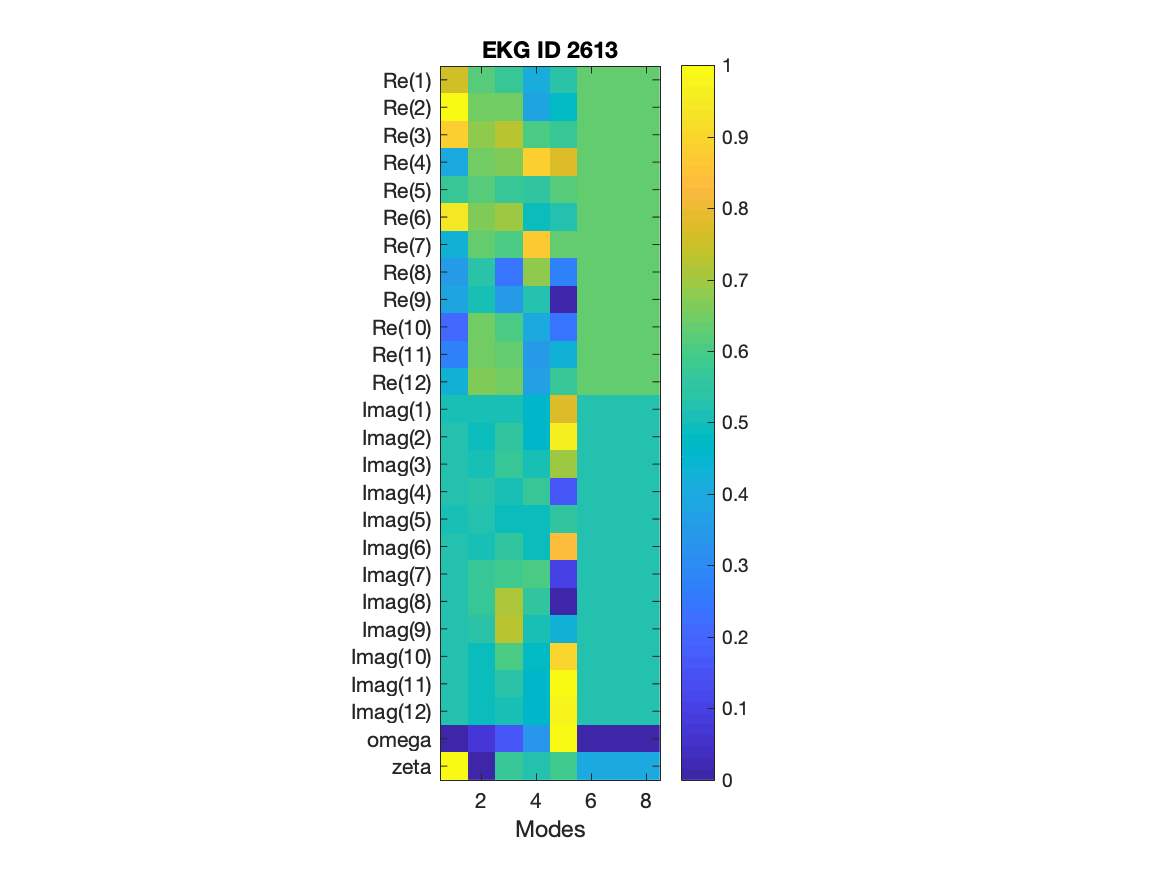 EKG ID 2613
Re(1)
Re(2)
Re(3)
Re(4)
Re(5)
Re(6)
Re(7)
Re(8)
Re(9)
Re(10)
Re(11)
Re(12)
Imag(1)
Imag(2)
Imag(3)
Imag(4)
Imag(5)
Imag(6)
Imag(7)
Imag(8)
Imag(9)
Imag(10)
Imag(11)
Imag(12)
omega
zeta
2 4 6 8
Modes
1
0.9
0.8
0.7
0.6
0.5
0.4
0.3
0.2
0.1
0